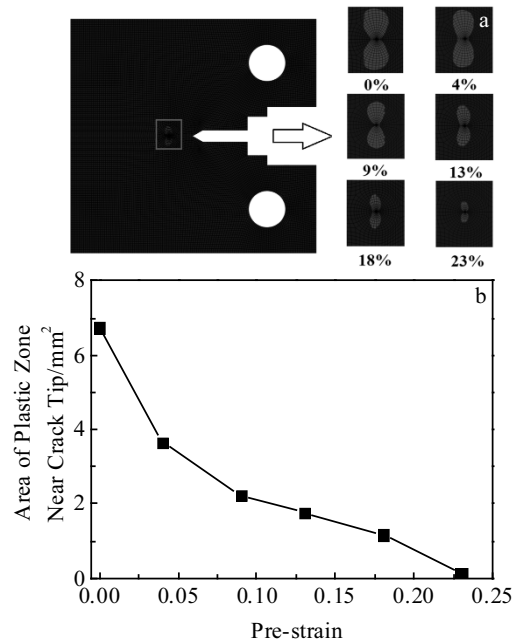 a
0% 4%
9% 13%
18% 23%
b
8
6
4
2
0
Area of Plastic Zone
Near Crack Tip/mm²
0.00 0.05 0.10 0.15 0.20 0.25
Pre-strain